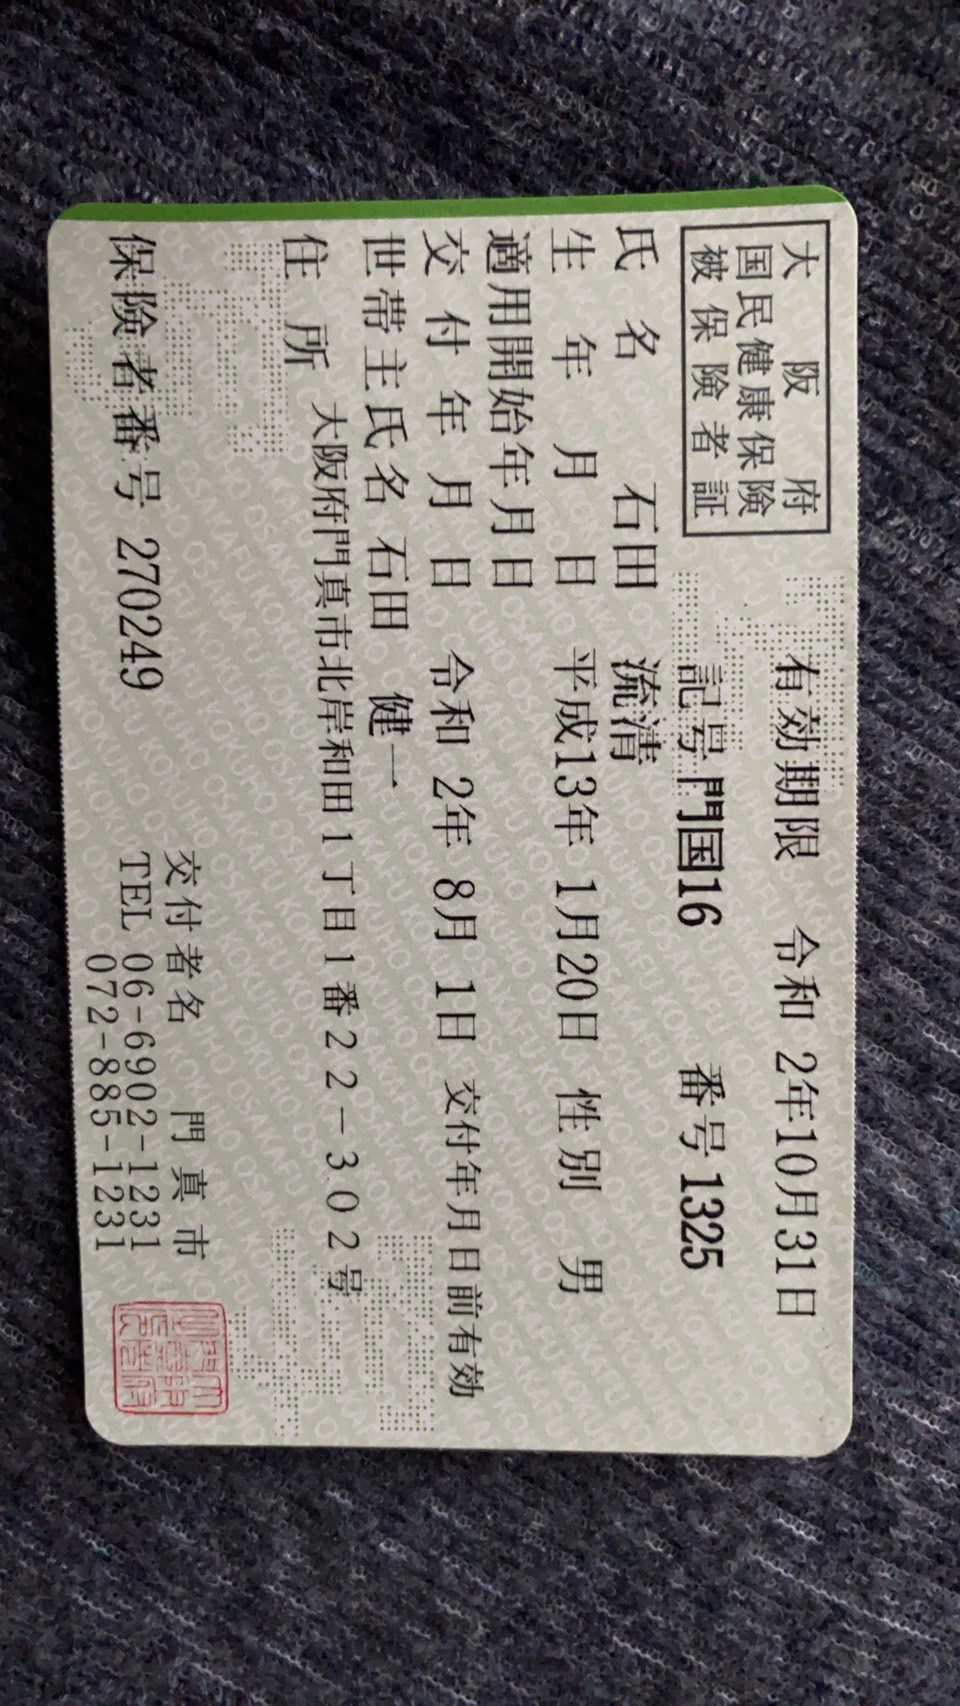 大阪府
国民健康保険
被保険者証
有効期限 令和 2年10月31日
記号 門国16 番号 1325
氏名 石田 流清
生年月日 平成13年 1月20日 性別 男
適用開始年月日
交付年月日 令和 2年 8月 1日 交付年月日前有効
世帯主氏名 石田 健一
住所 大阪府門真市北岸和田1丁目1番22-302号
保険者番号 270249
交付者名 門真市
TEL 06-6902-1231
072-885-1231